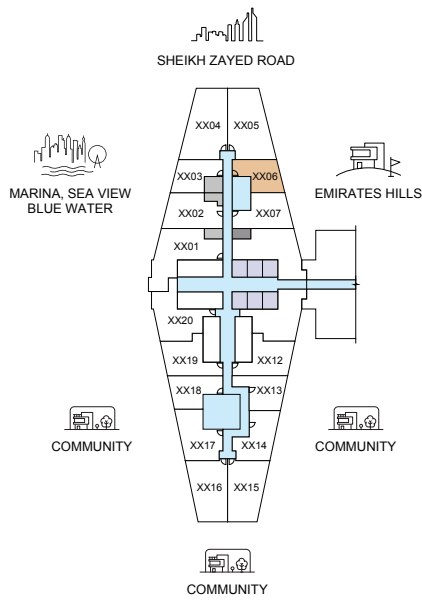 SHEIKH ZAYED ROAD
XX04
XX05
MARINA, SEA VIEW
BLUE WATER
XX03
XX06
EMIRATES HILLS
XX02
XX07
XX01
XX20
XX19
XX12
XX18
XX13
COMMUNITY
COMMUNITY
XX17
XX14
XX16
XX15
COMMUNITY